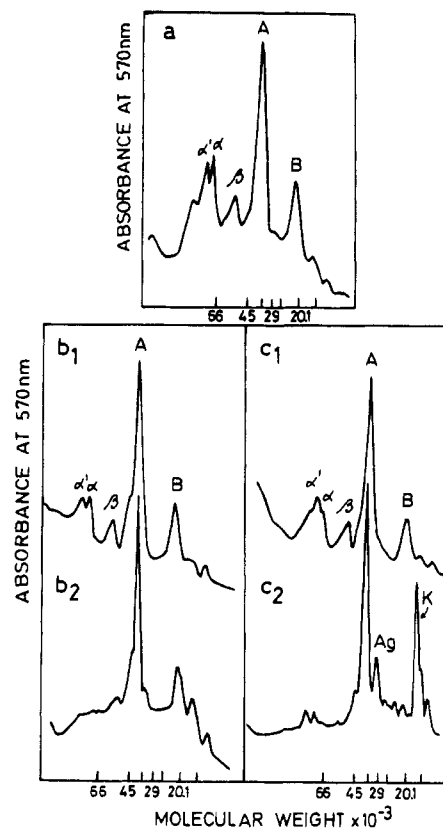 a
A
α' α
β
B
ABSORBANCE AT 570nm
66 45 29 20.1
b1
A
α' α
β
B
c1
A
α'
α
β
B
b2
c2
Ag
K
ABSORBANCE AT 570nm
66 45 29 20.1
66 45 29 20.1
MOLECULAR WEIGHT ×10⁻³